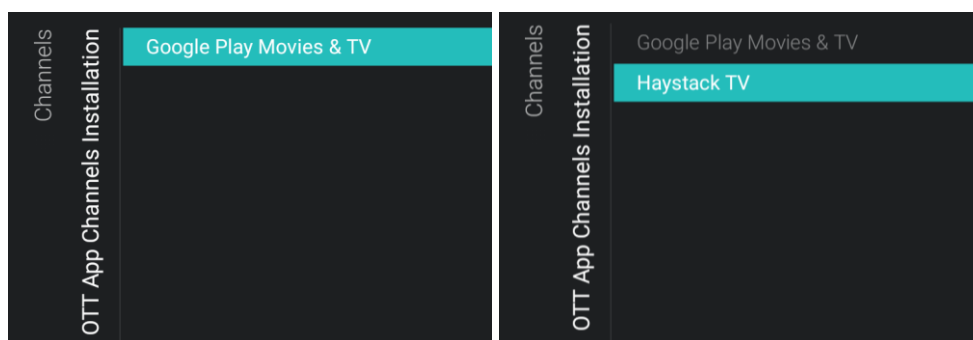 Channels
OTT App Channels Installation
Google Play Movies & TV
Channels
OTT App Channels Installation
Google Play Movies & TV
Haystack TV